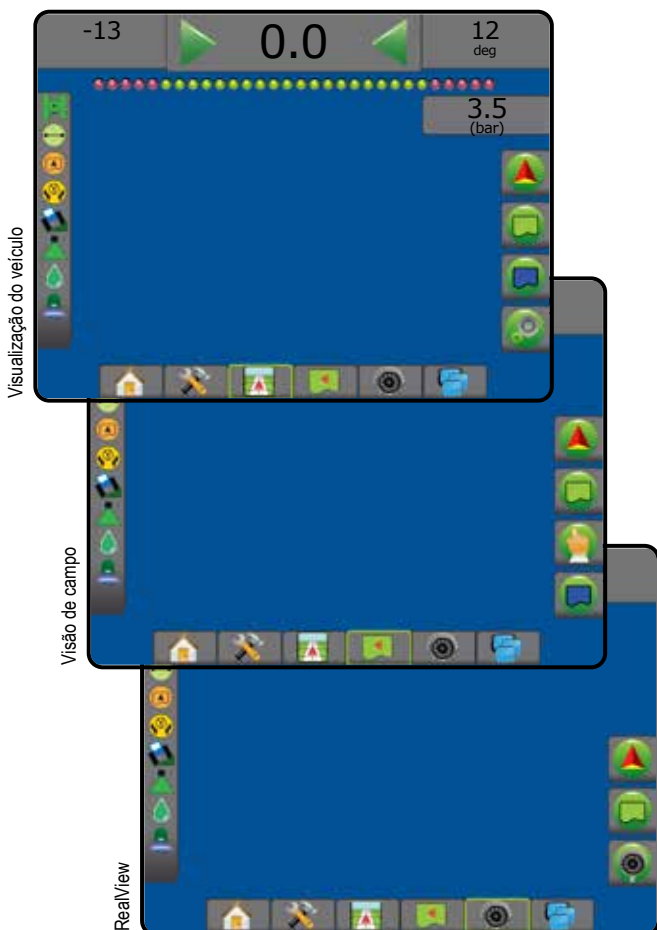 -13
0.0
12
deg
3.5
(bar)
Visualização do veículo
Visão de campo
RealView